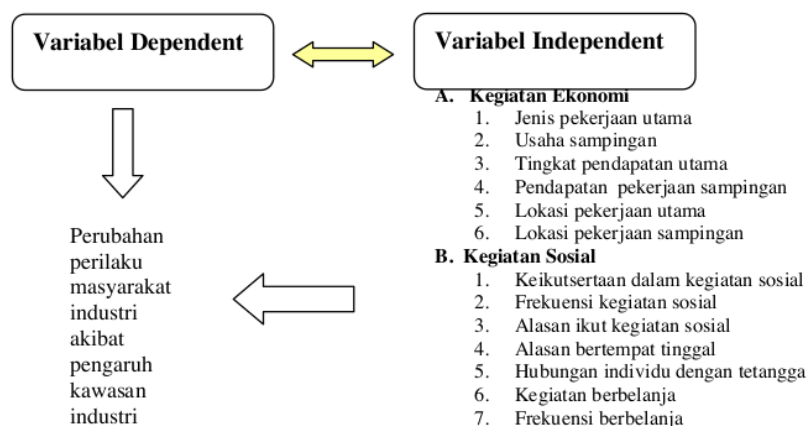 Variabel Dependent
Variabel Independent
A. Kegiatan Ekonomi
1. Jenis pekerjaan utama
2. Usaha sampingan
3. Tingkat pendapatan utama
4. Pendapatan pekerjaan sampingan
5. Lokasi pekerjaan utama
6. Lokasi pekerjaan sampingan
B. Kegiatan Sosial
1. Keikutsertaan dalam kegiatan sosial
2. Frekuensi kegiatan sosial
3. Alasan ikut kegiatan sosial
4. Alasan bertempat tinggal
5. Hubungan individu dengan tetangga
6. Kegiatan berbelanja
7. Frekuensi berbelanja
Perubahan
perilaku
masyarakat
industri
akibat
pengaruh
kawasan
industri